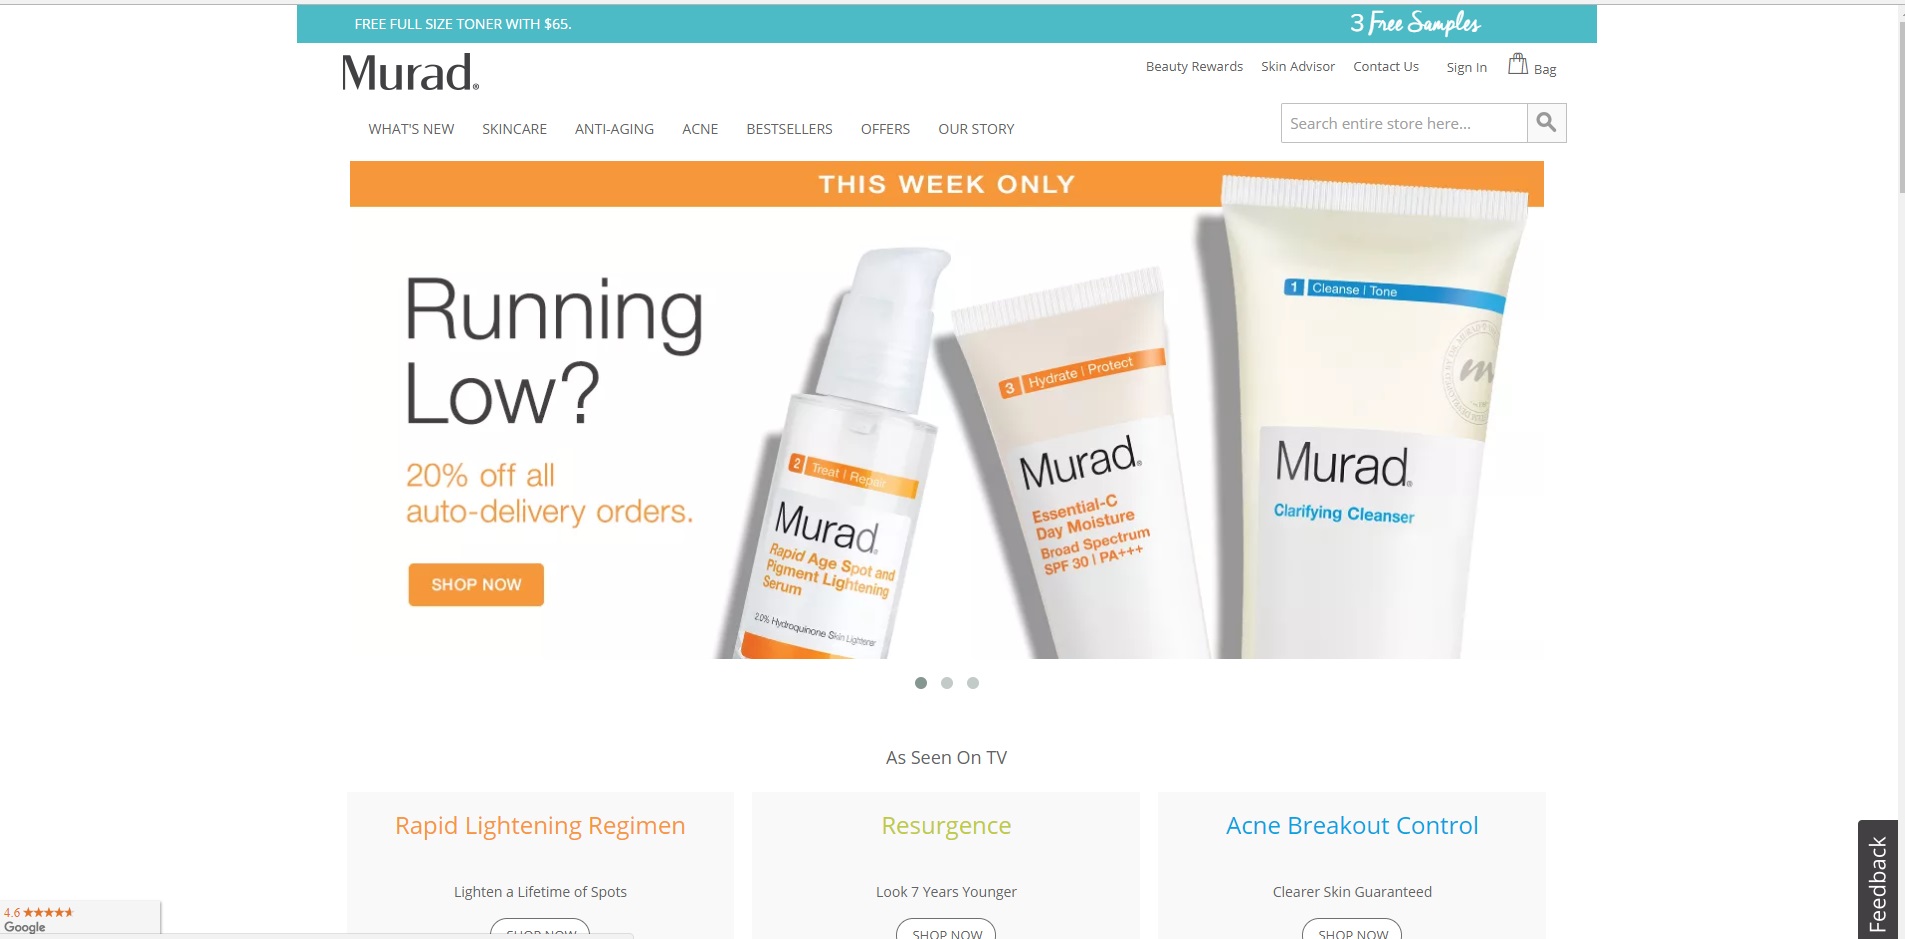 FREE FULL SIZE TONER WITH $65.
3 Free Samples
Murad.
Beauty Rewards
Skin Advisor
Contact Us
Sign In
Bag
WHAT'S NEW
SKINCARE
ANTI-AGING
ACNE
BESTSELLERS
OFFERS
OUR STORY
Search entire store here...
THIS WEEK ONLY
Running
Low?
20% off all
auto-delivery orders.
SHOP NOW
2 Treat | Repair
Murad.
Rapid Age Spot and
Pigment Lightening
Serum
2.0% Hydroquinone Skin Lightener
3 Hydrate | Protect
Murad.
Essential-C
Day Moisture
Broad Spectrum
SPF 30 | PA+++
1 Cleanse | Tone
m
Murad.
Clarifying Cleanser
As Seen On TV
Rapid Lightening Regimen
Lighten a Lifetime of Spots
SHOP NOW
Resurgence
Look 7 Years Younger
SHOP NOW
Acne Breakout Control
Clearer Skin Guaranteed
SHOP NOW
4.6
Google
Feedback